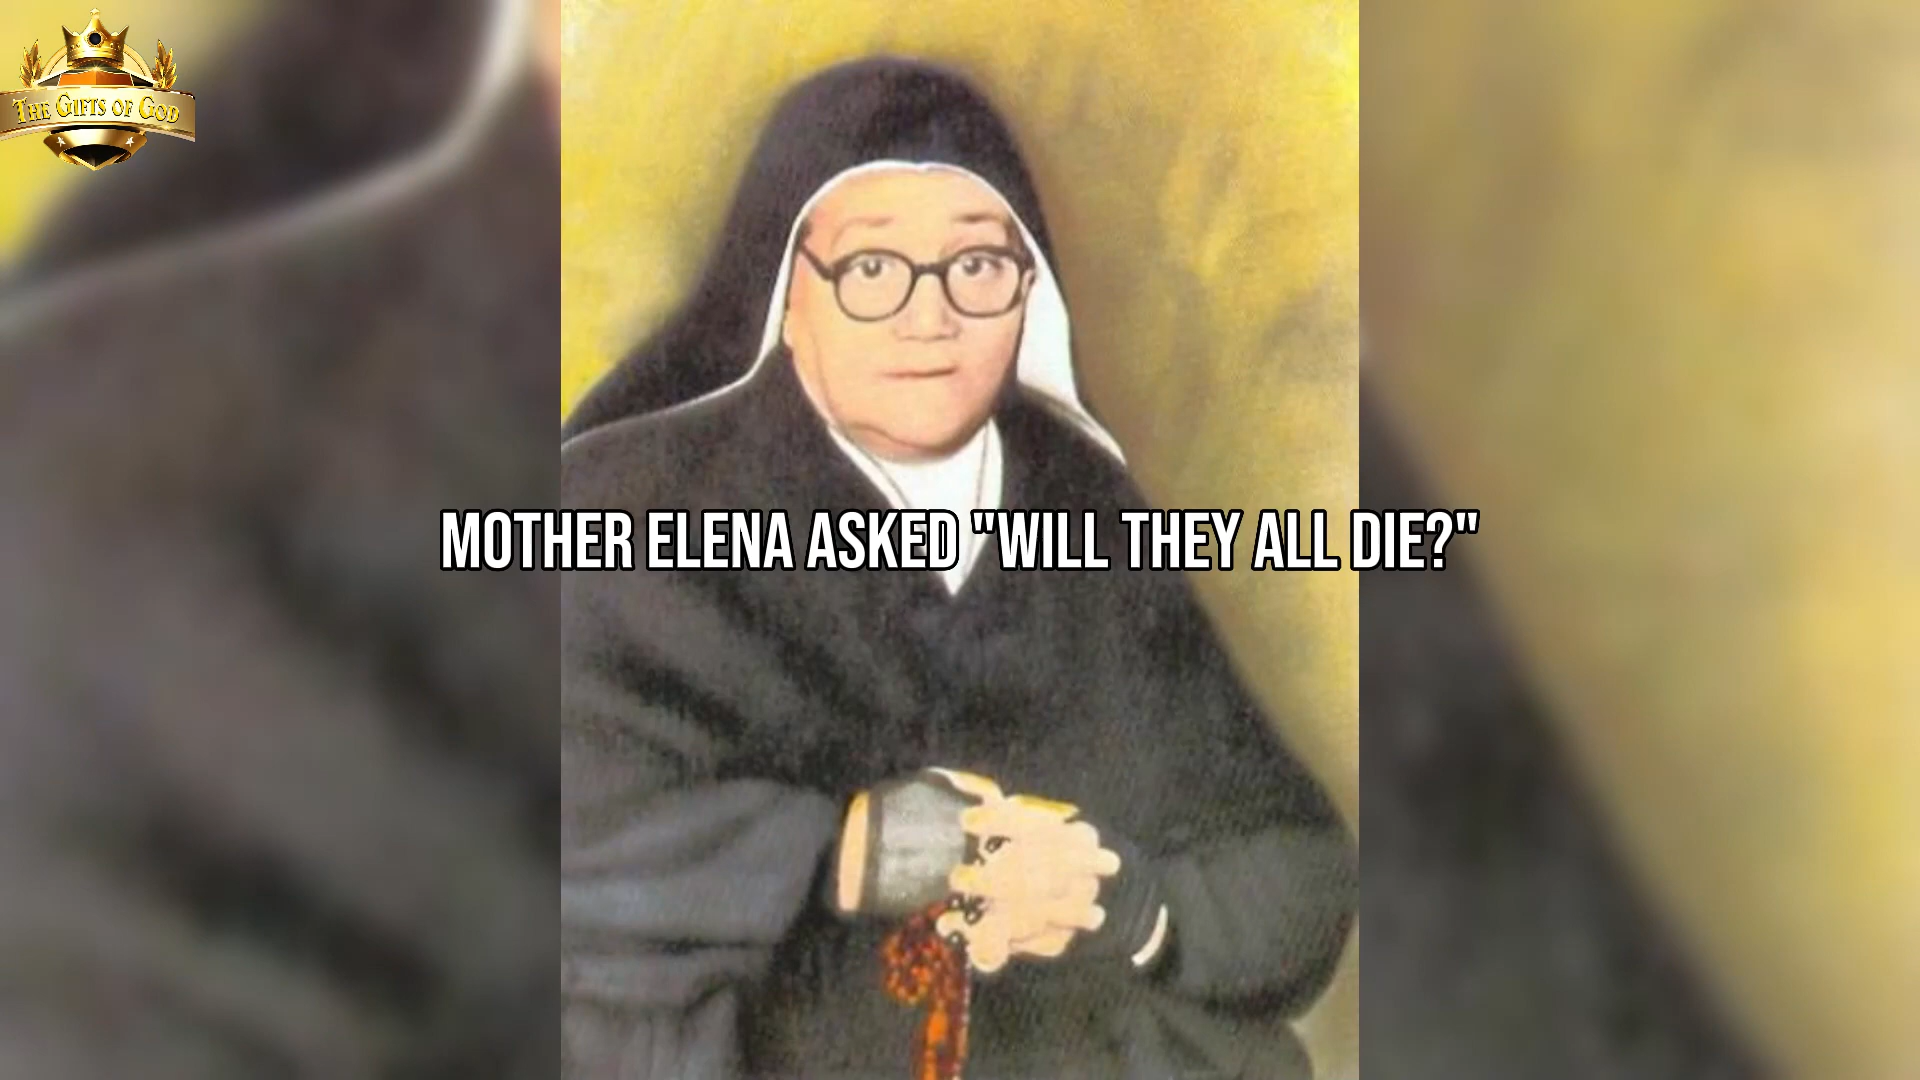 THE GIFTS OF GOD
MOTHER ELENA ASKED "WILL THEY ALL DIE?"